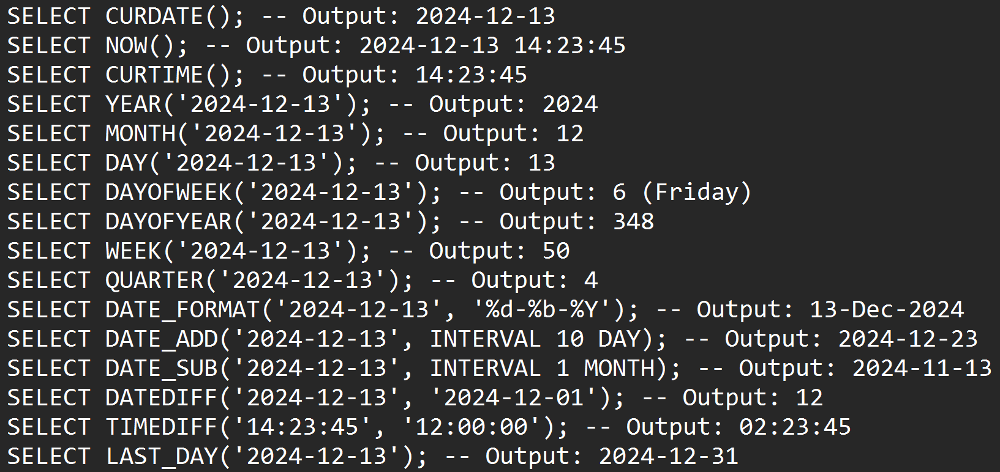 SELECT CURDATE(); -- Output: 2024-12-13
SELECT NOW(); -- Output: 2024-12-13 14:23:45
SELECT CURTIME(); -- Output: 14:23:45
SELECT YEAR('2024-12-13'); -- Output: 2024
SELECT MONTH('2024-12-13'); -- Output: 12
SELECT DAY('2024-12-13'); -- Output: 13
SELECT DAYOFWEEK('2024-12-13'); -- Output: 6 (Friday)
SELECT DAYOFYEAR('2024-12-13'); -- Output: 348
SELECT WEEK('2024-12-13'); -- Output: 50
SELECT QUARTER('2024-12-13'); -- Output: 4
SELECT DATE_FORMAT('2024-12-13', '%d-%b-%Y'); -- Output: 13-Dec-2024
SELECT DATE_ADD('2024-12-13', INTERVAL 10 DAY); -- Output: 2024-12-23
SELECT DATE_SUB('2024-12-13', INTERVAL 1 MONTH); -- Output: 2024-11-13
SELECT DATEDIFF('2024-12-13', '2024-12-01'); -- Output: 12
SELECT TIMEDIFF('14:23:45', '12:00:00'); -- Output: 02:23:45
SELECT LAST_DAY('2024-12-13'); -- Output: 2024-12-31